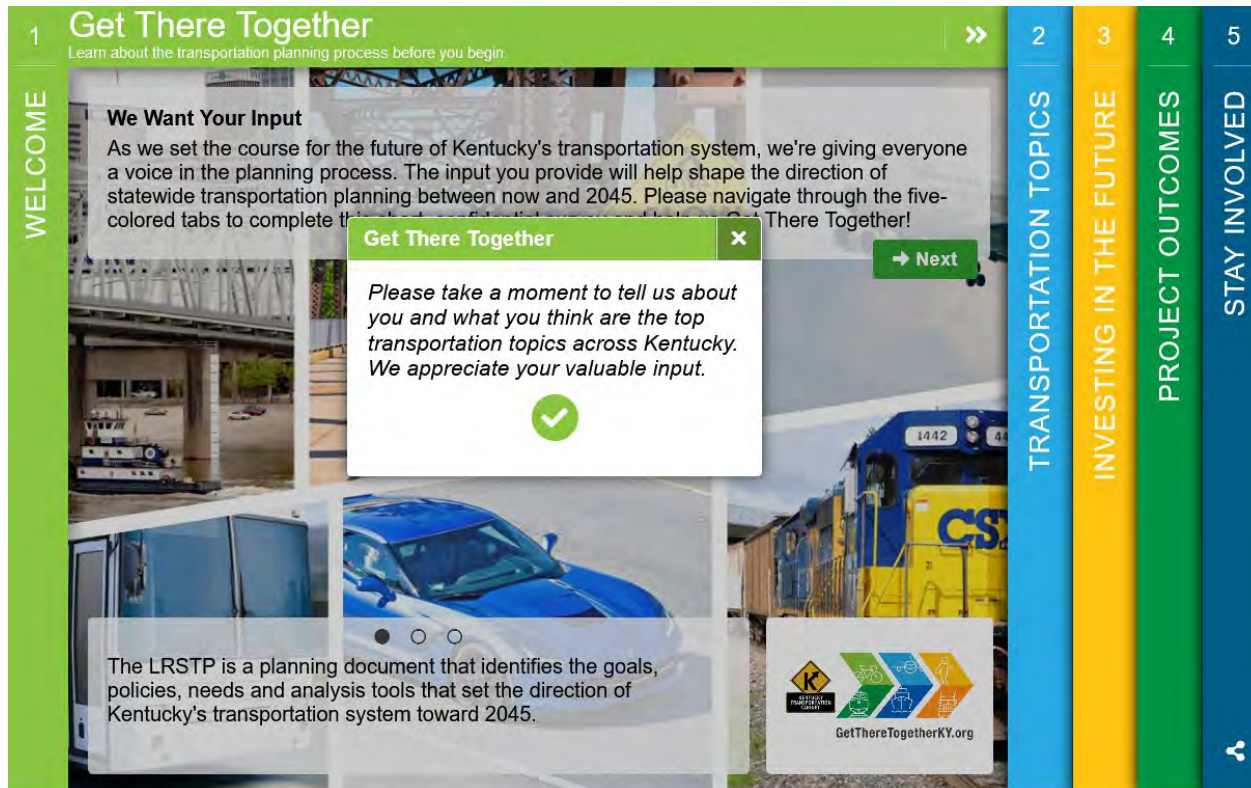 1
Get There Together
Learn about the transportation planning process before you begin.
WELCOME
We Want Your Input
As we set the course for the future of Kentucky's transportation system, we're giving everyone
a voice in the planning process. The input you provide will help shape the direction of
statewide transportation planning between now and 2045. Please navigate through the five-
colored tabs to complete There Together!
Next
Get There Together
Please take a moment to tell us about
you and what you think are the top
transportation topics across Kentucky.
We appreciate your valuable input.
1442
44
CSX
The LRSTP is a planning document that identifies the goals,
policies, needs and analysis tools that set the direction of
Kentucky's transportation system toward 2045.
KENTUCKY
TRANSPORTATION
CABINET
GetThereTogetherKY.org
2
TRANSPORTATION TOPICS
3
INVESTING IN THE FUTURE
4
PROJECT OUTCOMES
5
STAY INVOLVED